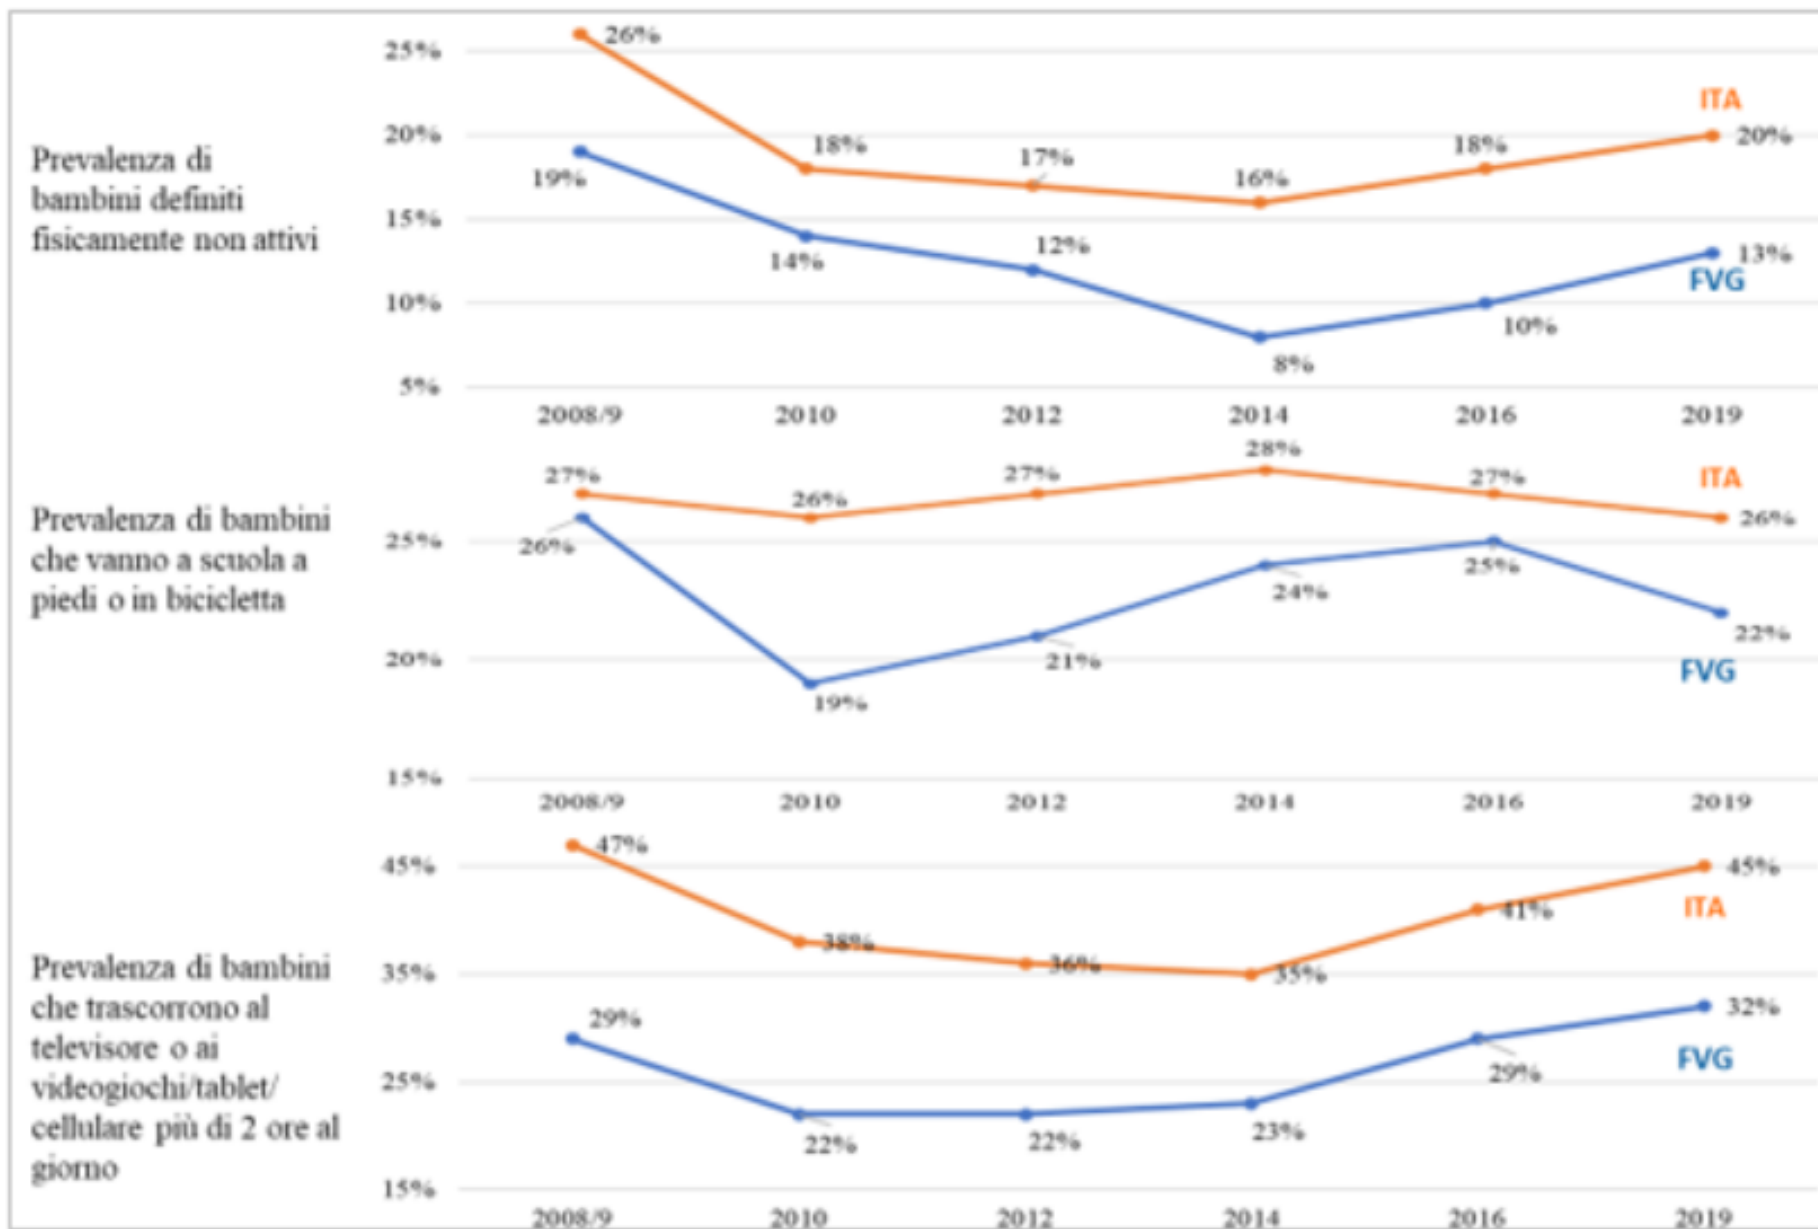 Prevalenza di
bambini definiti
fisicamente non attivi
25%
20%
15%
10%
5%
26%
18%
17%
16%
18%
20%
ITA
19%
14%
12%
8%
10%
13%
FVG
2008/9 2010 2012 2014 2016 2019
Prevalenza di bambini
che vanno a scuola a
piedi o in bicicletta
25%
20%
15%
27%
26%
27%
28%
27%
26%
ITA
26%
19%
21%
24%
25%
22%
FVG
2008/9 2010 2012 2014 2016 2019
Prevalenza di bambini
che trascorrono al
televisore o ai
videogiochi/tablet/
cellulare più di 2 ore al
giorno
45%
35%
25%
15%
47%
38%
36%
35%
41%
45%
ITA
29%
22%
22%
23%
29%
32%
FVG
2008/9 2010 2012 2014 2016 2019